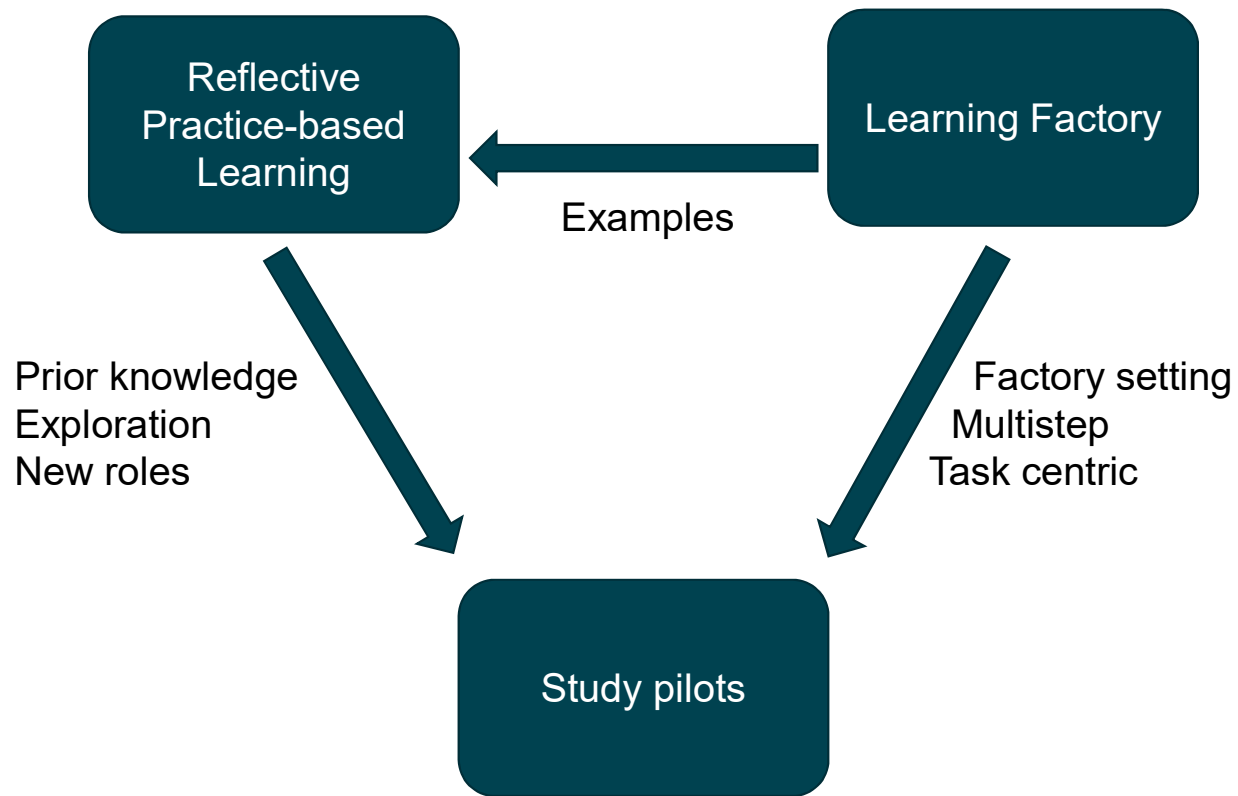 Reflective
Practice-based
Learning
Learning Factory
Examples
Prior knowledge
Exploration
New roles
Factory setting
Multistep
Task centric
Study pilots